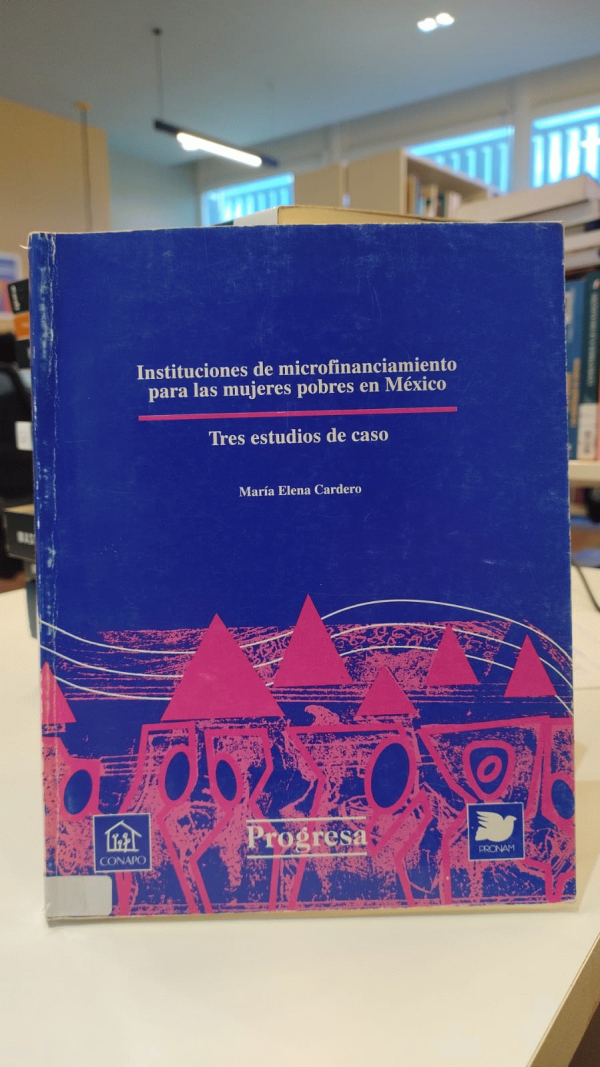 Instituciones de microfinanciamiento
para las mujeres pobres en México
Tres estudios de caso
María Elena Cardero
CONAPO
Progresa
PRONAM